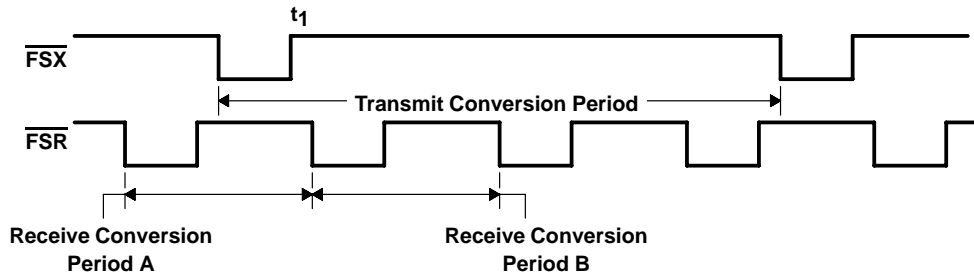 t1
FSX
Transmit Conversion Period
FSR
Receive Conversion
Period A
Receive Conversion
Period B